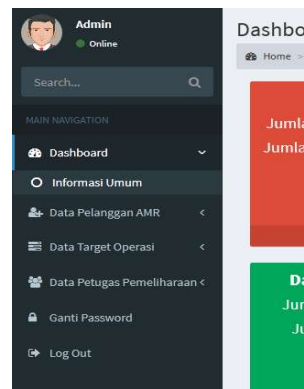 Admin
Online
Search...
MAIN NAVIGATION
Dashboard
Informasi Umum
Data Pelanggan AMR
Data Target Operasi
Data Petugas Pemeliharaan
Ganti Password
Log Out
Home >